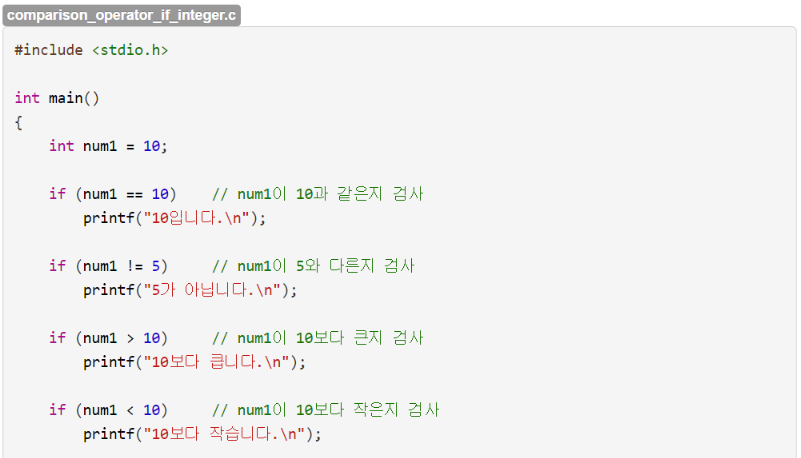 comparison_operator_if_integer.c
#include <stdio.h>
int main()
{
int num1 = 10;
if (num1 == 10) // num1이 10과 같은지 검사
printf("10입니다.\n");
if (num1 != 5) // num1이 5와 다른지 검사
printf("5가 아닙니다.\n");
if (num1 > 10) // num1이 10보다 큰지 검사
printf("10보다 큽니다.\n");
if (num1 < 10) // num1이 10보다 작은지 검사
printf("10보다 작습니다.\n");